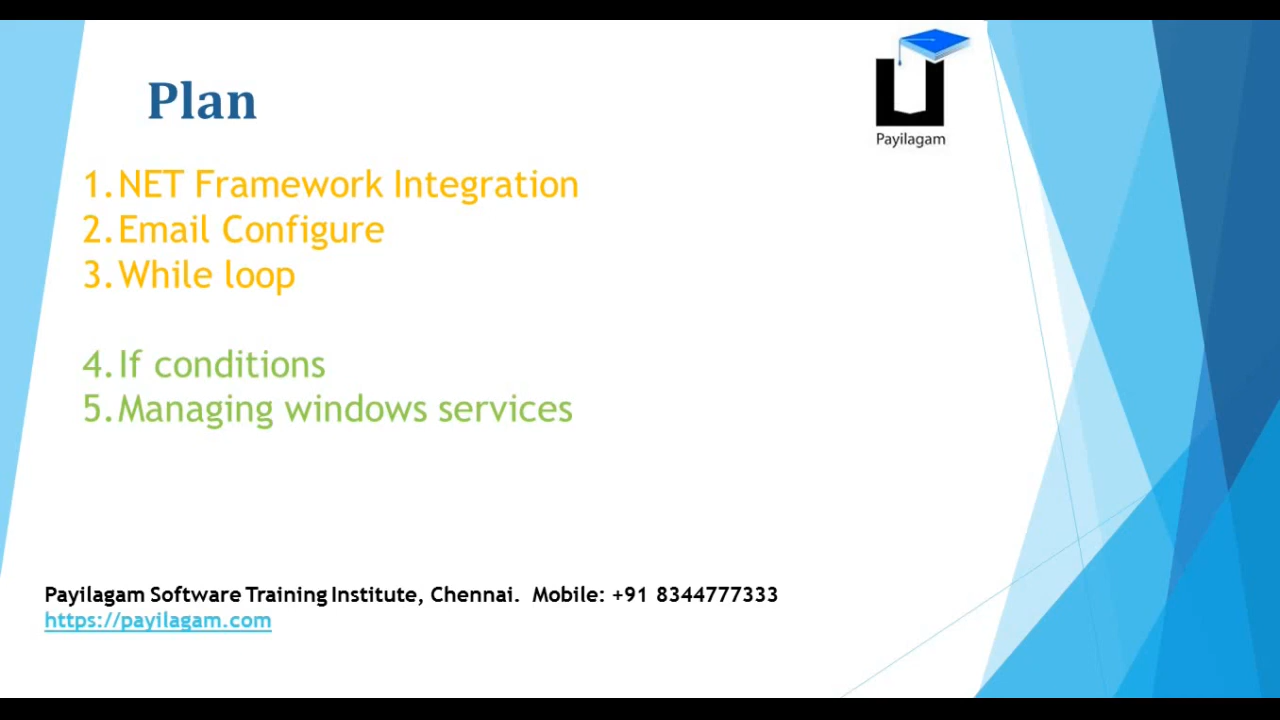 Plan
Payilagam
1. NET Framework Integration
2. Email Configure
3. While loop
4. If conditions
5. Managing windows services
Payilagam Software Training Institute, Chennai. Mobile: +91 8344777333
https://payilagam.com